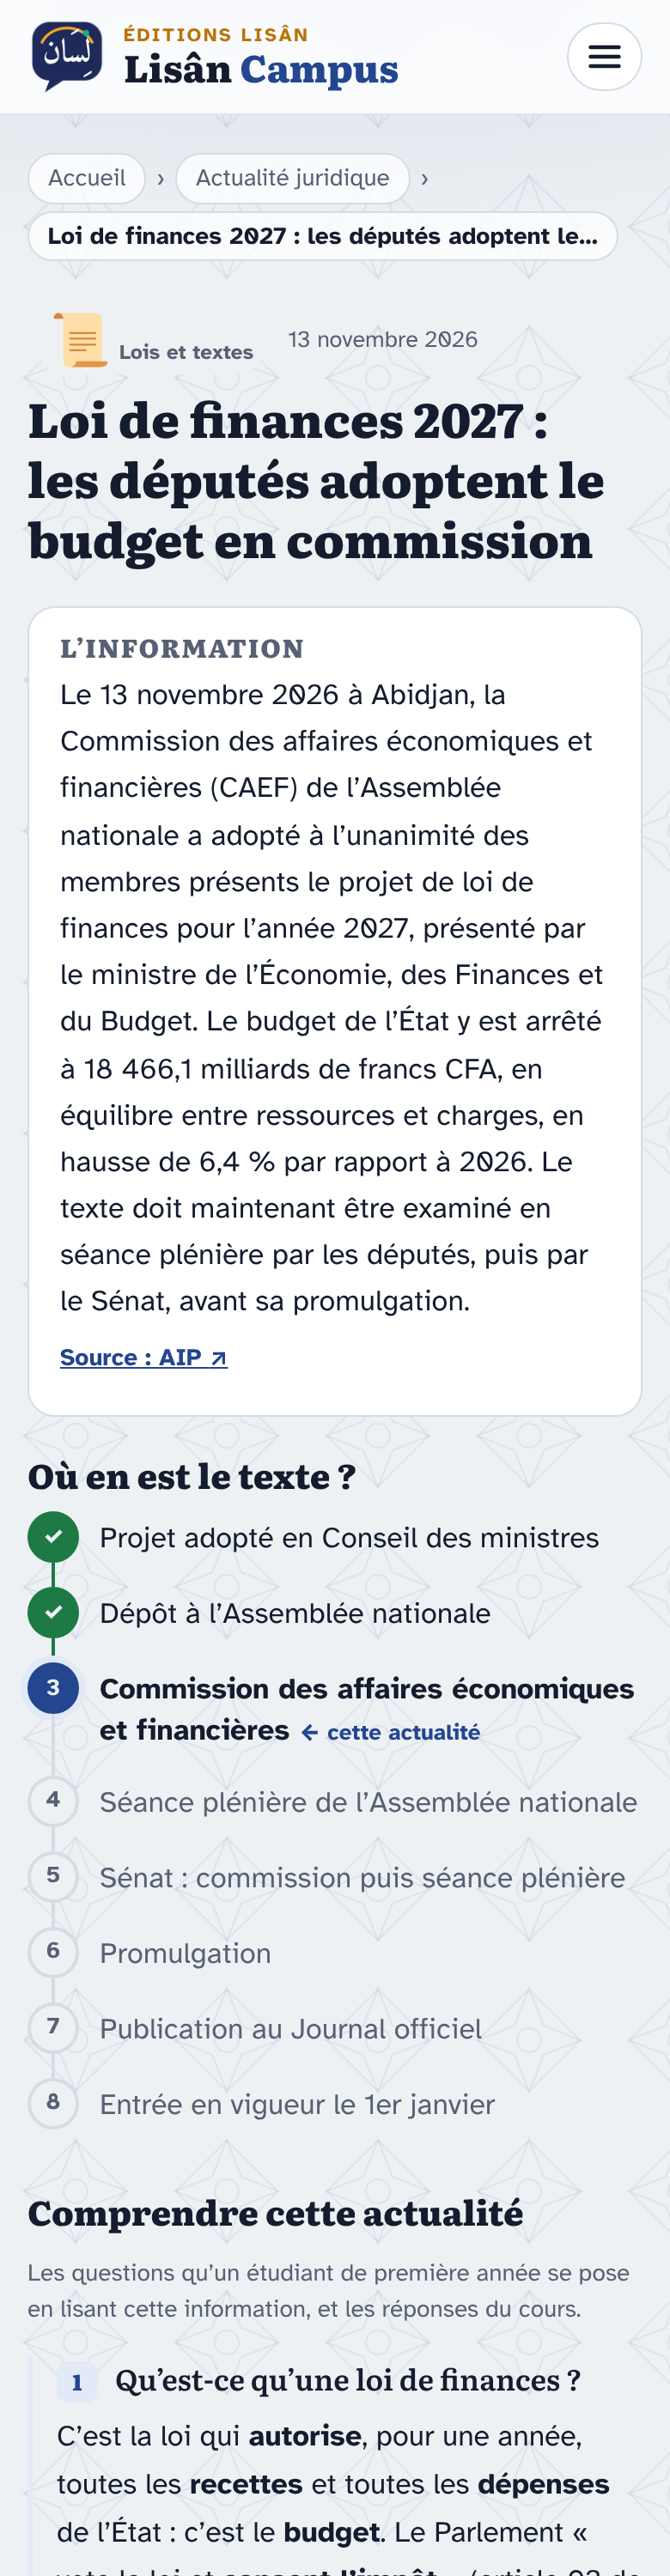 لِسَان
ÉDITIONS LISÂN
Lisân Campus
Accueil › Actualité juridique ›
Loi de finances 2027 : les députés adoptent le...
Lois et textes 13 novembre 2026
Loi de finances 2027 :
les députés adoptent le
budget en commission
L’INFORMATION
Le 13 novembre 2026 à Abidjan, la
Commission des affaires économiques et
financières (CAEF) de l’Assemblée
nationale a adopté à l’unanimité des
membres présents le projet de loi de
finances pour l’année 2027, présenté par
le ministre de l’Économie, des Finances et
du Budget. Le budget de l’État y est arrêté
à 18 466,1 milliards de francs CFA, en
équilibre entre ressources et charges, en
hausse de 6,4 % par rapport à 2026. Le
texte doit maintenant être examiné en
séance plénière par les députés, puis par
le Sénat, avant sa promulgation.
Source : AIP ↗
Où en est le texte ?
✓ Projet adopté en Conseil des ministres
✓ Dépôt à l’Assemblée nationale
3 Commission des affaires économiques
et financières ← cette actualité
4 Séance plénière de l’Assemblée nationale
5 Sénat : commission puis séance plénière
6 Promulgation
7 Publication au Journal officiel
8 Entrée en vigueur le 1er janvier
Comprendre cette actualité
Les questions qu’un étudiant de première année se pose
en lisant cette information, et les réponses du cours.
1 Qu’est-ce qu’une loi de finances ?
C’est la loi qui autorise, pour une année,
toutes les recettes et toutes les dépenses
de l’État : c’est le budget. Le Parlement «